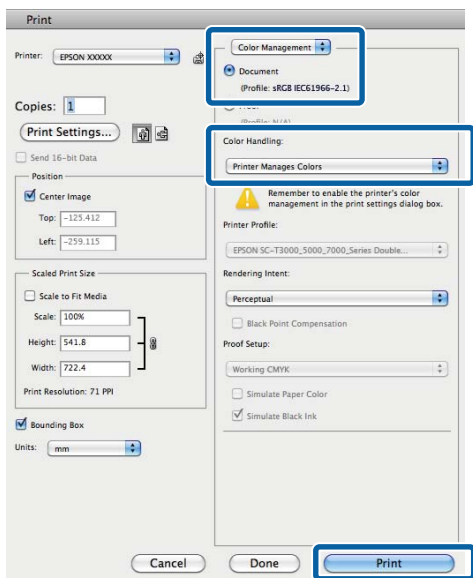 Print
Printer: EPSON XXXXX
Copies: 1
Print Settings...
Send 16-bit Data
Position
Center Image
Top: -125.412
Left: -259.115
Scaled Print Size
Scale to Fit Media
Scale: 100%
Height: 541.8
Width: 722.4
Print Resolution: 71 PPI
Bounding Box
Units: mm
Color Management
Document
(Profile: sRGB IEC61966-2.1)
(Profile: N/A)
Color Handling:
Printer Manages Colors
Remember to enable the printer's color
management in the print settings dialog box.
Printer Profile:
EPSON SC-T3000_5000_7000_Series Double...
Rendering Intent:
Perceptual
Black Point Compensation
Proof Setup:
Working CMYK
Simulate Paper Color
Simulate Black Ink
Cancel
Done
Print